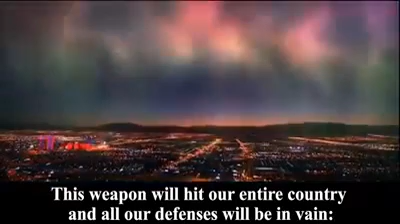 This weapon will hit our entire country
and all our defenses will be in vain: